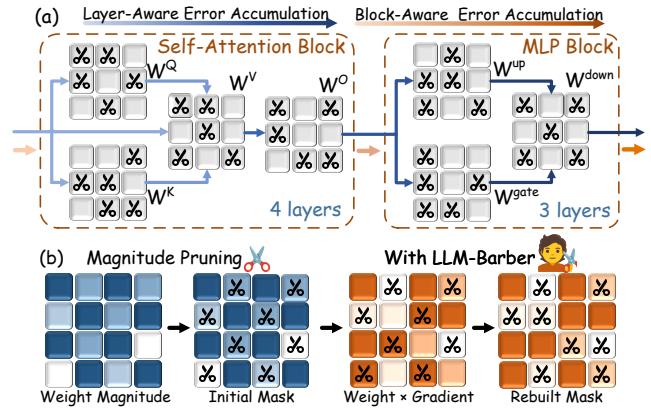 (a) Layer-Aware Error Accumulation Block-Aware Error Accumulation
Self-Attention Block MLP Block
W^Q W^V W^O W^up W^down
W^K W^gate
4 layers 3 layers
(b) Magnitude Pruning With LLM-Barber
Weight Magnitude Initial Mask Weight × Gradient Rebuilt Mask